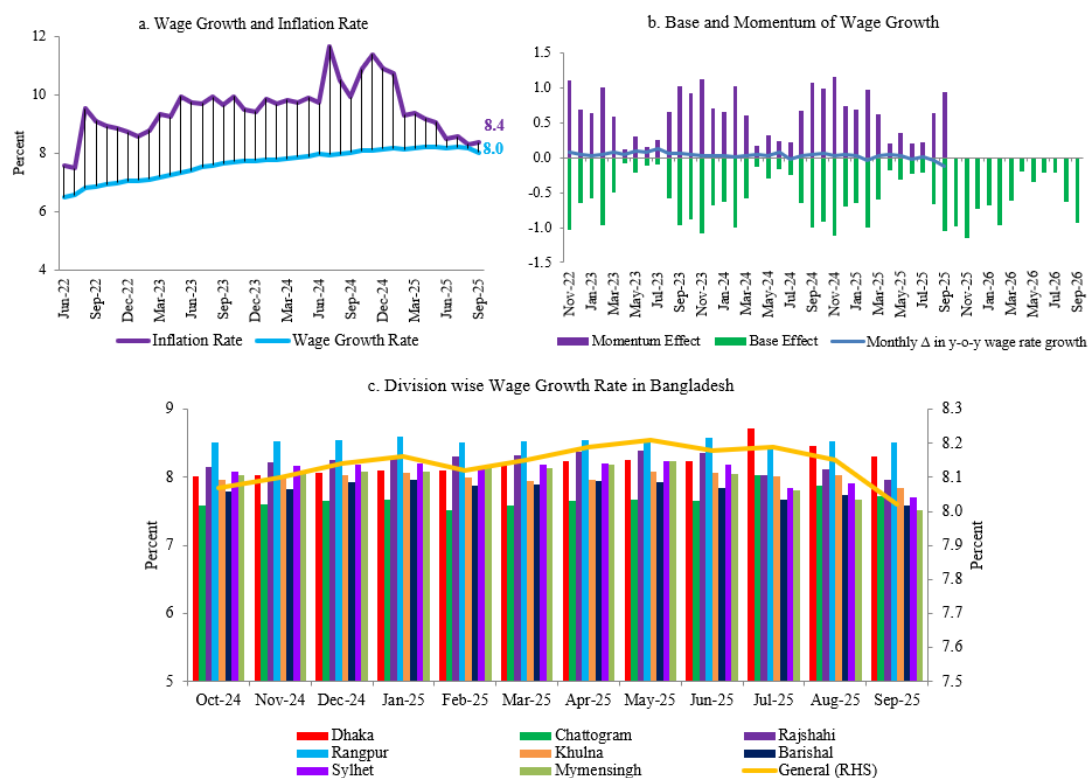 a. Wage Growth and Inflation Rate
12
10
8
6
4
Percent
8.4
8.0
Jun-22
Sep-22
Dec-22
Mar-23
Jun-23
Sep-23
Dec-23
Mar-24
Jun-24
Sep-24
Dec-24
Mar-25
Jun-25
Sep-25
Inflation Rate
Wage Growth Rate
b. Base and Momentum of Wage Growth
1.5
1.0
0.5
0.0
-0.5
-1.0
-1.5
Nov-22
Jan-23
Mar-23
May-23
Jul-23
Sep-23
Nov-23
Jan-24
Mar-24
May-24
Jul-24
Sep-24
Nov-24
Jan-25
Mar-25
May-25
Jul-25
Sep-25
Nov-25
Jan-26
Mar-26
May-26
Jul-26
Sep-26
Momentum Effect
Base Effect
Monthly Δ in y-o-y wage rate growth
c. Division wise Wage Growth Rate in Bangladesh
9
8
7
6
5
Percent
8.3
8.2
8.1
8.0
7.9
7.8
7.7
7.6
7.5
Percent
Oct-24
Nov-24
Dec-24
Jan-25
Feb-25
Mar-25
Apr-25
May-25
Jun-25
Jul-25
Aug-25
Sep-25
Dhaka
Chattogram
Rajshahi
Rangpur
Khulna
Barishal
Sylhet
Mymensingh
General (RHS)